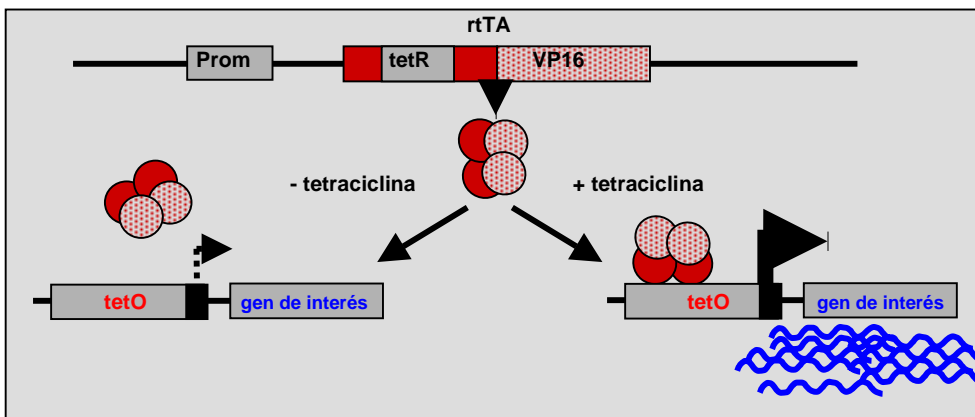 rtTA
Prom tetR VP16
- tetraciclina + tetraciclina
tetO gen de interés tetO gen de interés